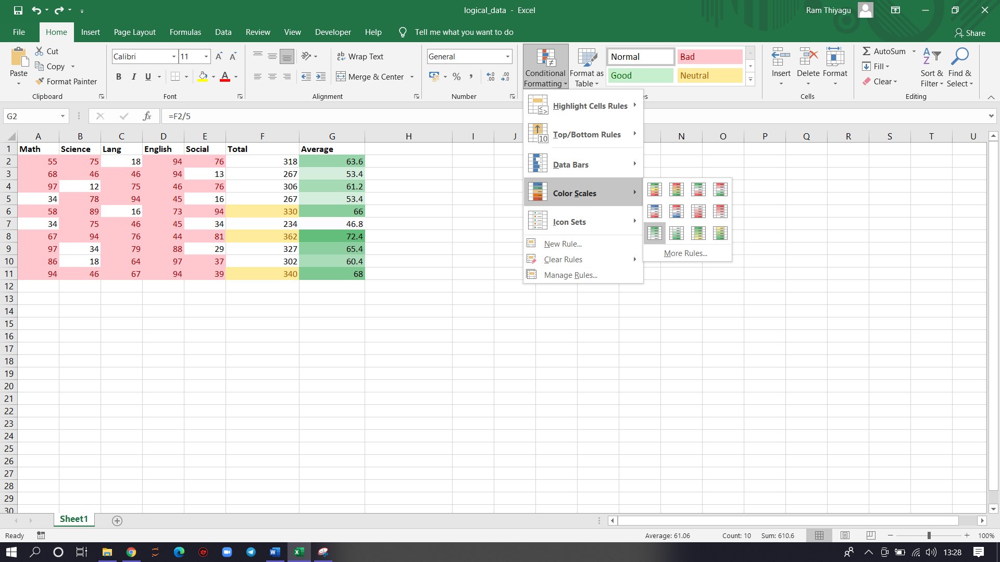 logical_data - Excel
Ram Thiyagu
File Home Insert Page Layout Formulas Data Review View Developer Help Tell me what you want to do
Share
Paste
Cut
Copy
Format Painter
Clipboard
Calibri 11
B I U
Font
Wrap Text
Merge & Center
Alignment
General
Number
Conditional Formatting
Format as Table
Normal Bad
Good Neutral
es
Insert Delete Format
Cells
AutoSum
Fill
Clear
Sort & Filter
Find & Select
Editing
G2 fx =F2/5
A B C D E F G H I J N O P Q R S T U
1 Math Science Lang English Social Total Average
2 55 75 18 94 76 318 63.6
3 68 46 46 94 13 267 53.4
4 97 12 75 46 76 306 61.2
5 34 78 94 45 16 267 53.4
6 58 89 16 73 94 330 66
7 34 75 46 45 34 234 46.8
8 67 94 76 44 81 362 72.4
9 97 34 79 88 29 327 65.4
10 86 18 64 97 37 302 60.4
11 94 46 67 94 39 340 68
12
13
14
15
16
17
18
19
20
21
22
23
24
25
26
27
28
29
30
Highlight Cells Rules
Top/Bottom Rules
Data Bars
Color Scales
Icon Sets
New Rule...
Clear Rules
Manage Rules...
More Rules...
Sheet1
Ready
Average: 61.06 Count: 10 Sum: 610.6 100%
13:28